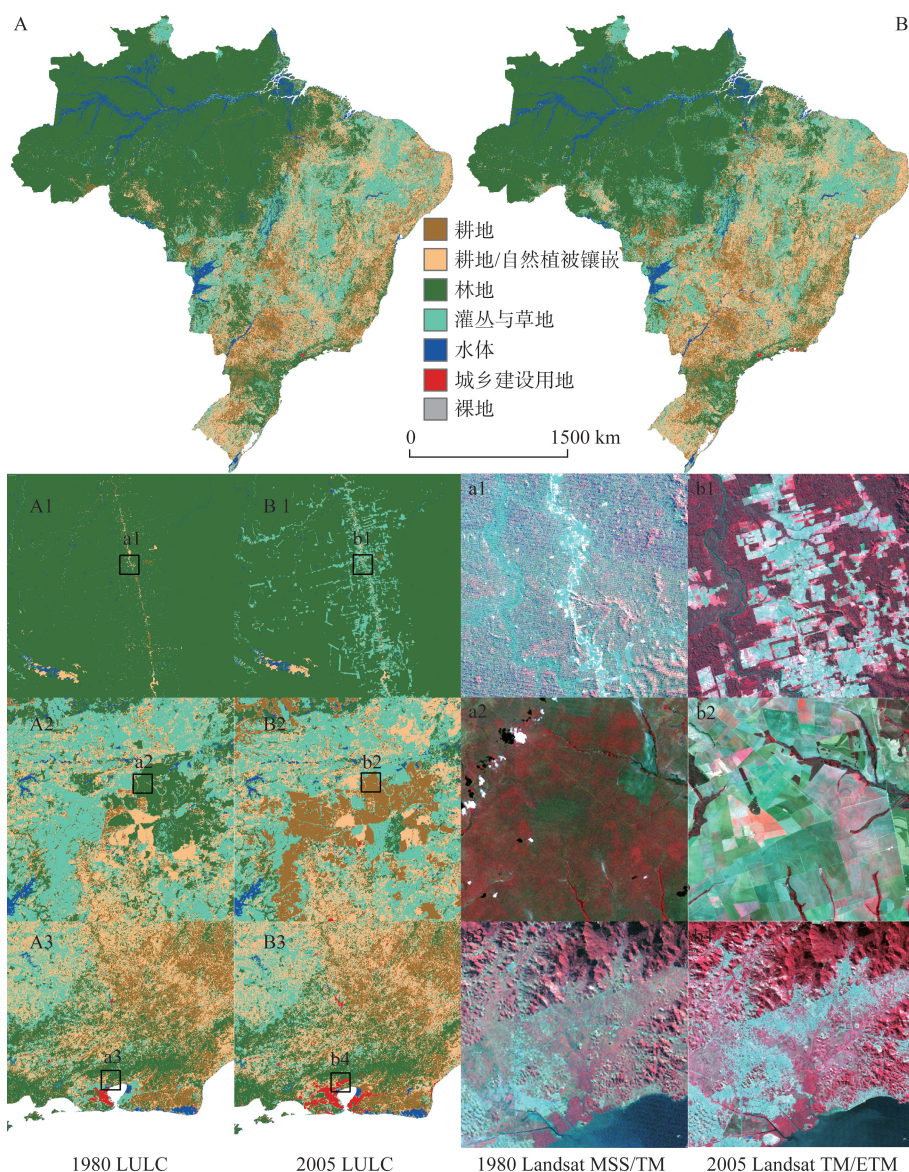 A
B
耕地
耕地/自然植被镶嵌
林地
灌丛与草地
水体
城乡建设用地
裸地
0 1500 km
A1
a1
B 1
b1
a1
b1
A2
a2
B2
b2
a2
b2
A3
a3
B3
b4
1980 LULC
2005 LULC
1980 Landsat MSS/TM
2005 Landsat TM/ETM